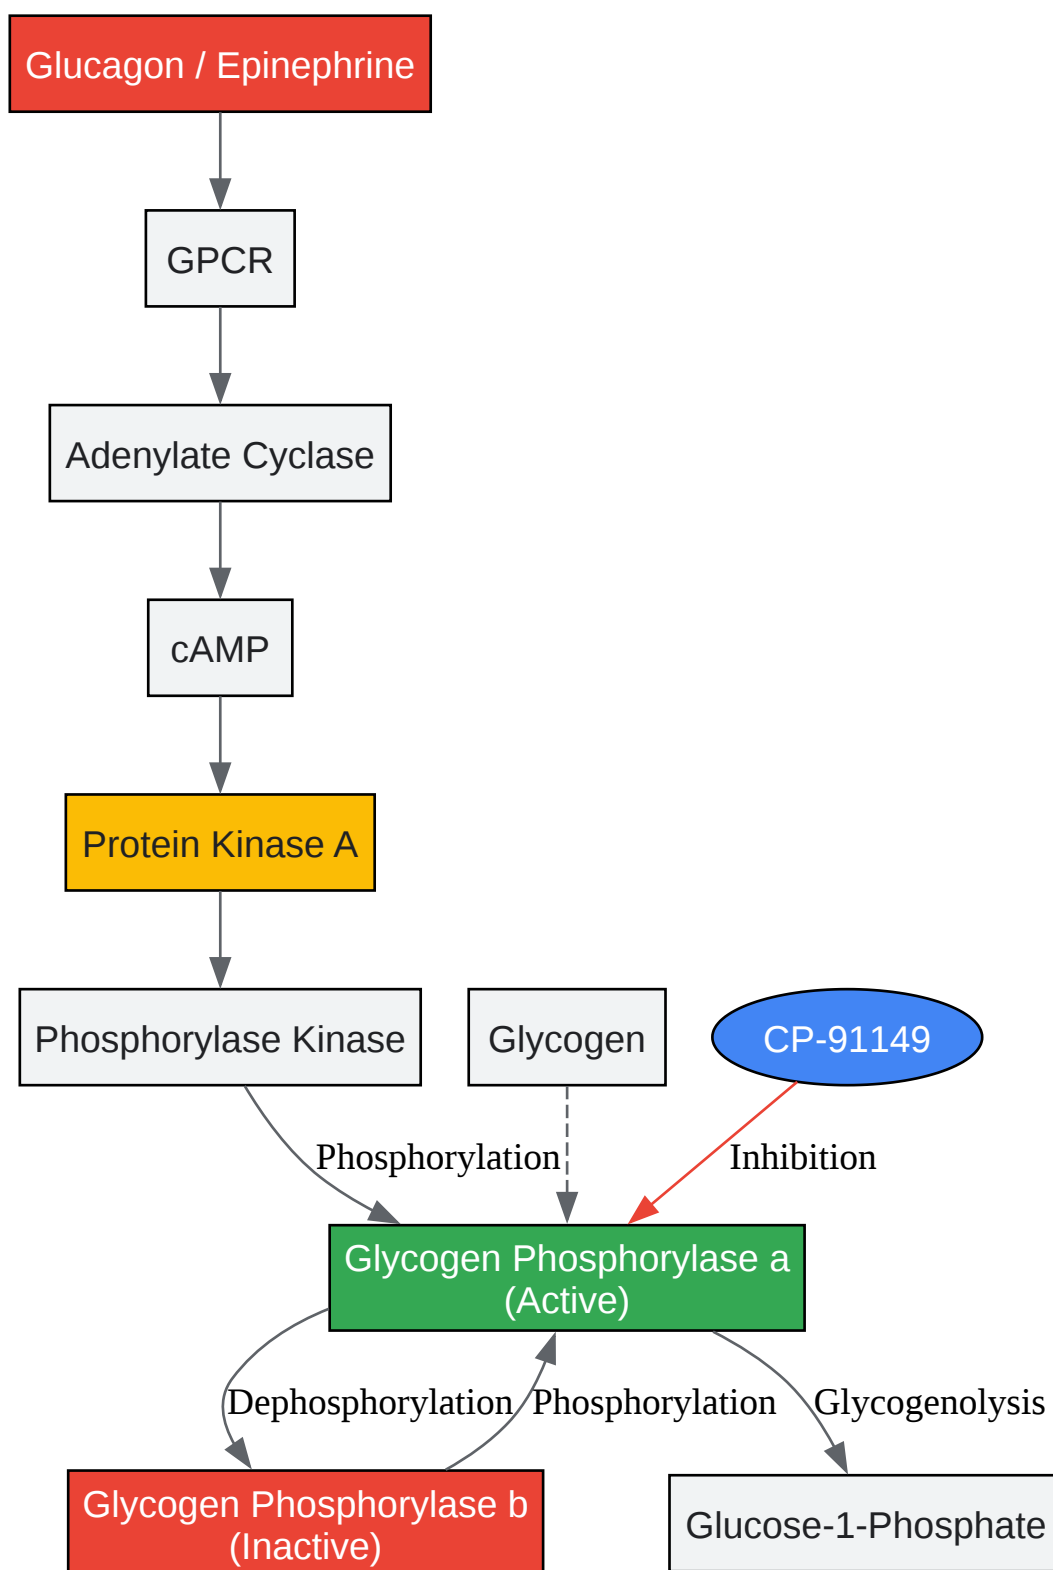 Glucagon / Epinephrine
GPCR
Adenylate Cyclase
cAMP
Protein Kinase A
Phosphorylase Kinase
Glycogen
CP-91149
Phosphorylation
Inhibition
Glycogen Phosphorylase a
(Active)
Dephosphorylation
Phosphorylation
Glycogenolysis
Glycogen Phosphorylase b
(Inactive)
Glucose-1-Phosphate